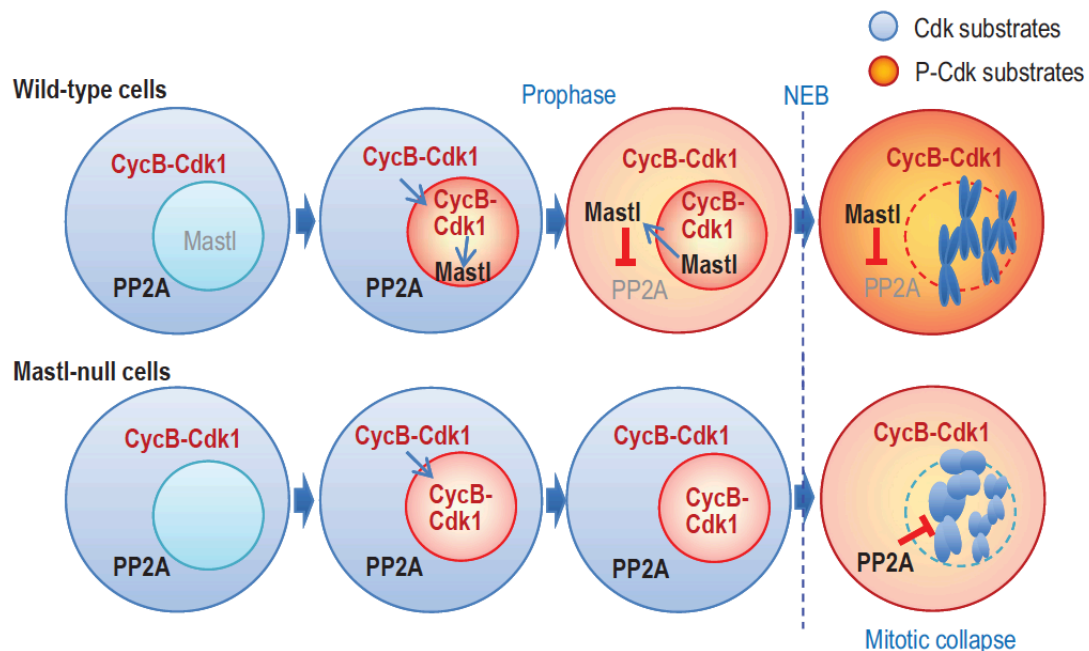 Cdk substrates
P-Cdk substrates
Wild-type cells
Prophase
NEB
CycB-Cdk1
Mastl
PP2A
CycB-Cdk1
CycB-
Cdk1
Mastl
PP2A
CycB-Cdk1
Mastl
CycB-
Cdk1
Mastl
PP2A
CycB-Cdk1
Mastl
PP2A
Mastl-null cells
CycB-Cdk1
PP2A
CycB-Cdk1
CycB-
Cdk1
PP2A
CycB-Cdk1
CycB-
Cdk1
PP2A
CycB-Cdk1
PP2A
Mitotic collapse